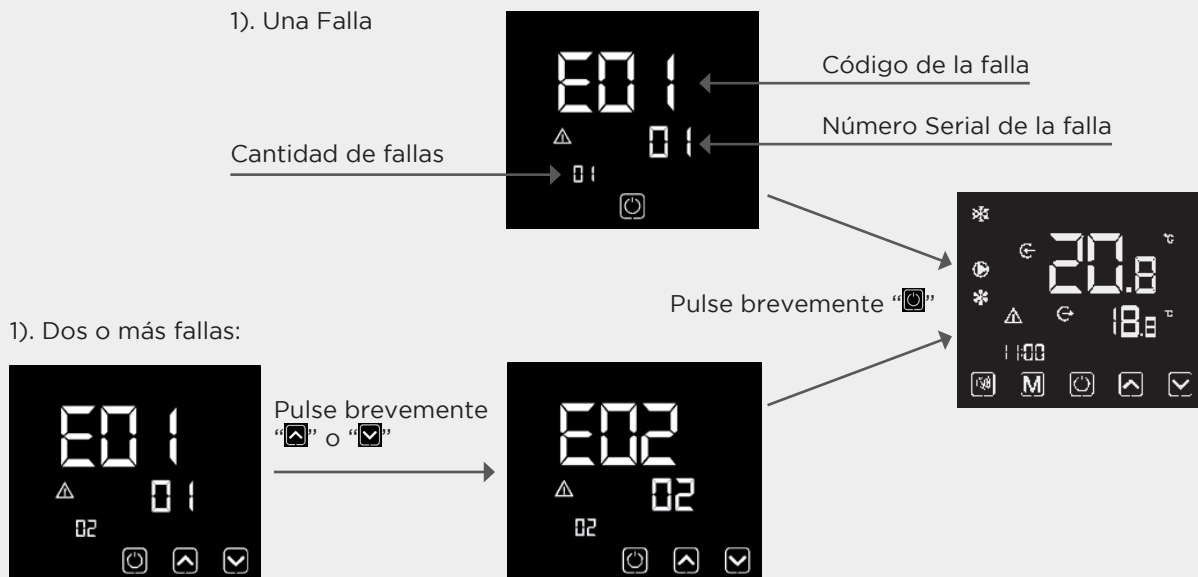 1). Una Falla
E01
Código de la falla
01
Número Serial de la falla
Cantidad de fallas
01
20.8 °C
18.8 °C
11:00
M
Pulse brevemente “”
1). Dos o más fallas:
E01
01
02
Pulse brevemente
“” o “”
E02
02
02